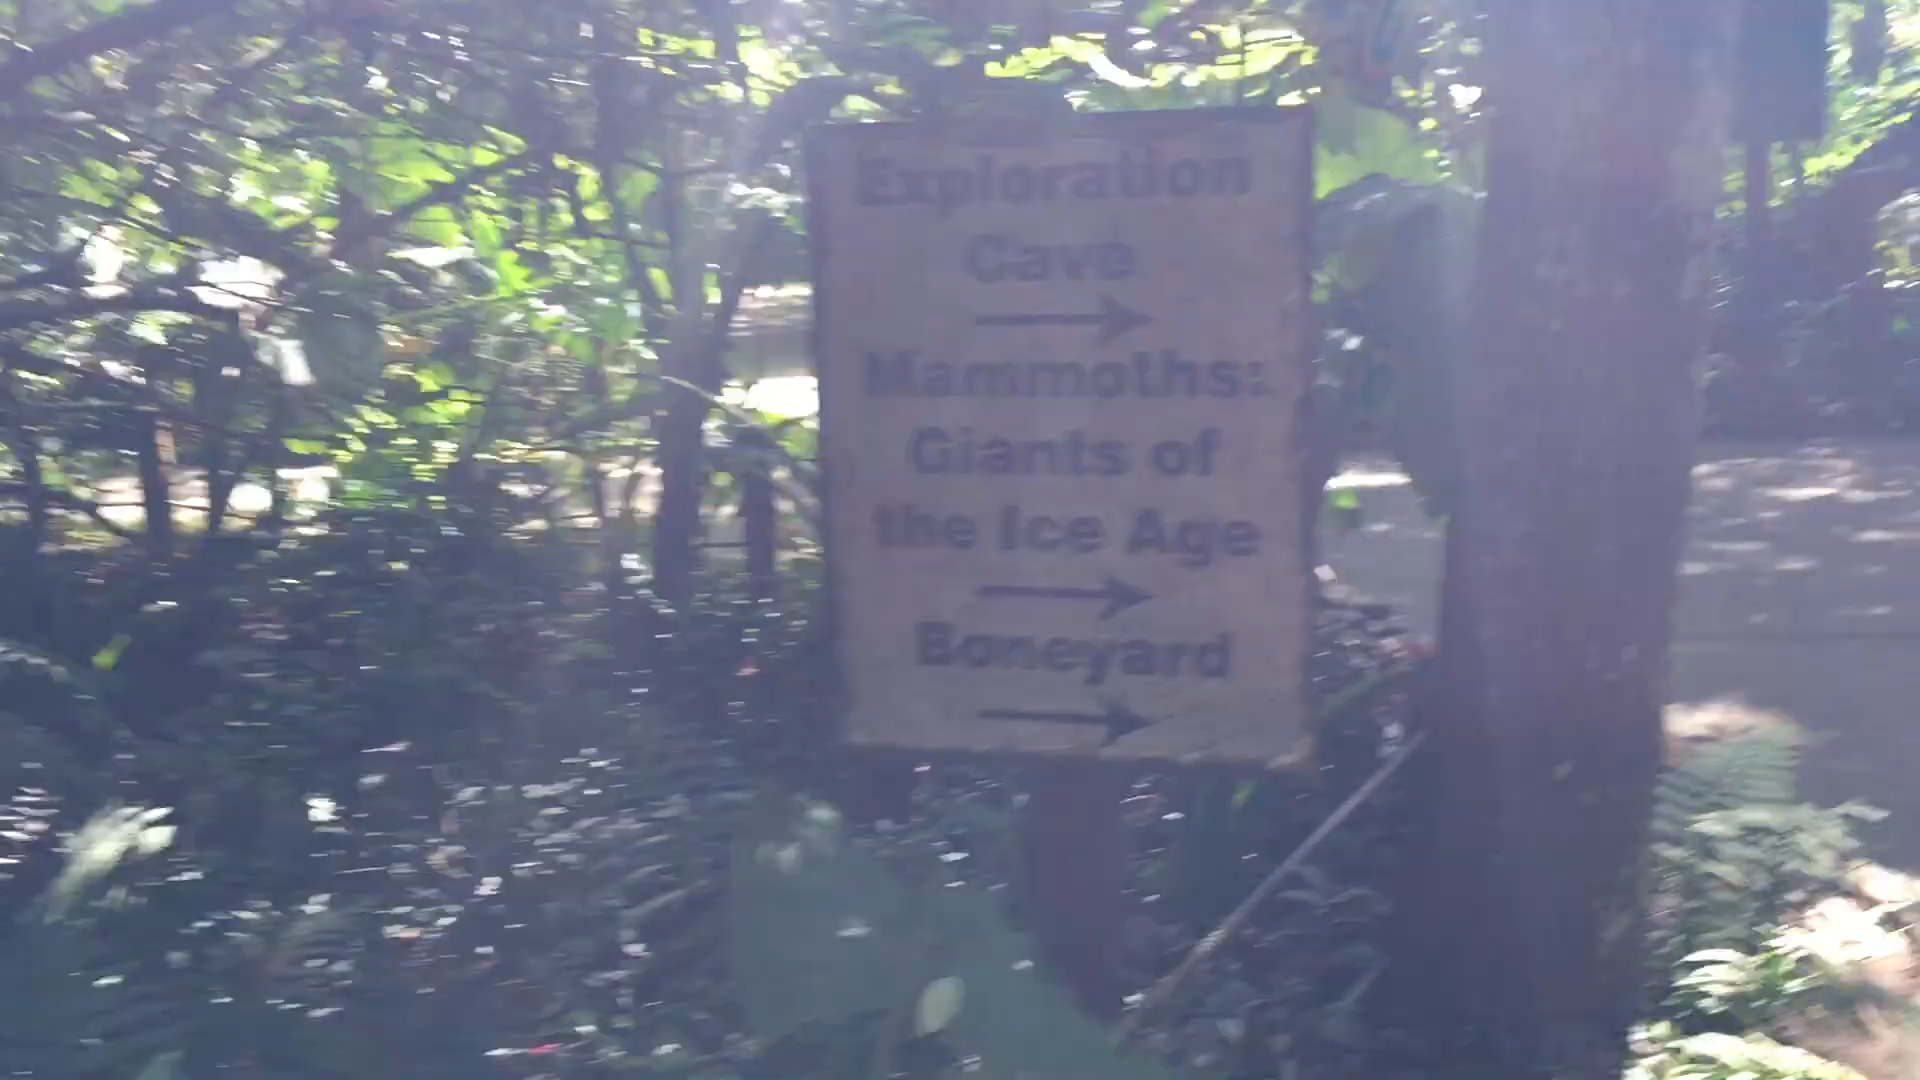 Exploration
Cave
→
Mammoths:
Giants of
the Ice Age
→
Boneyard
→